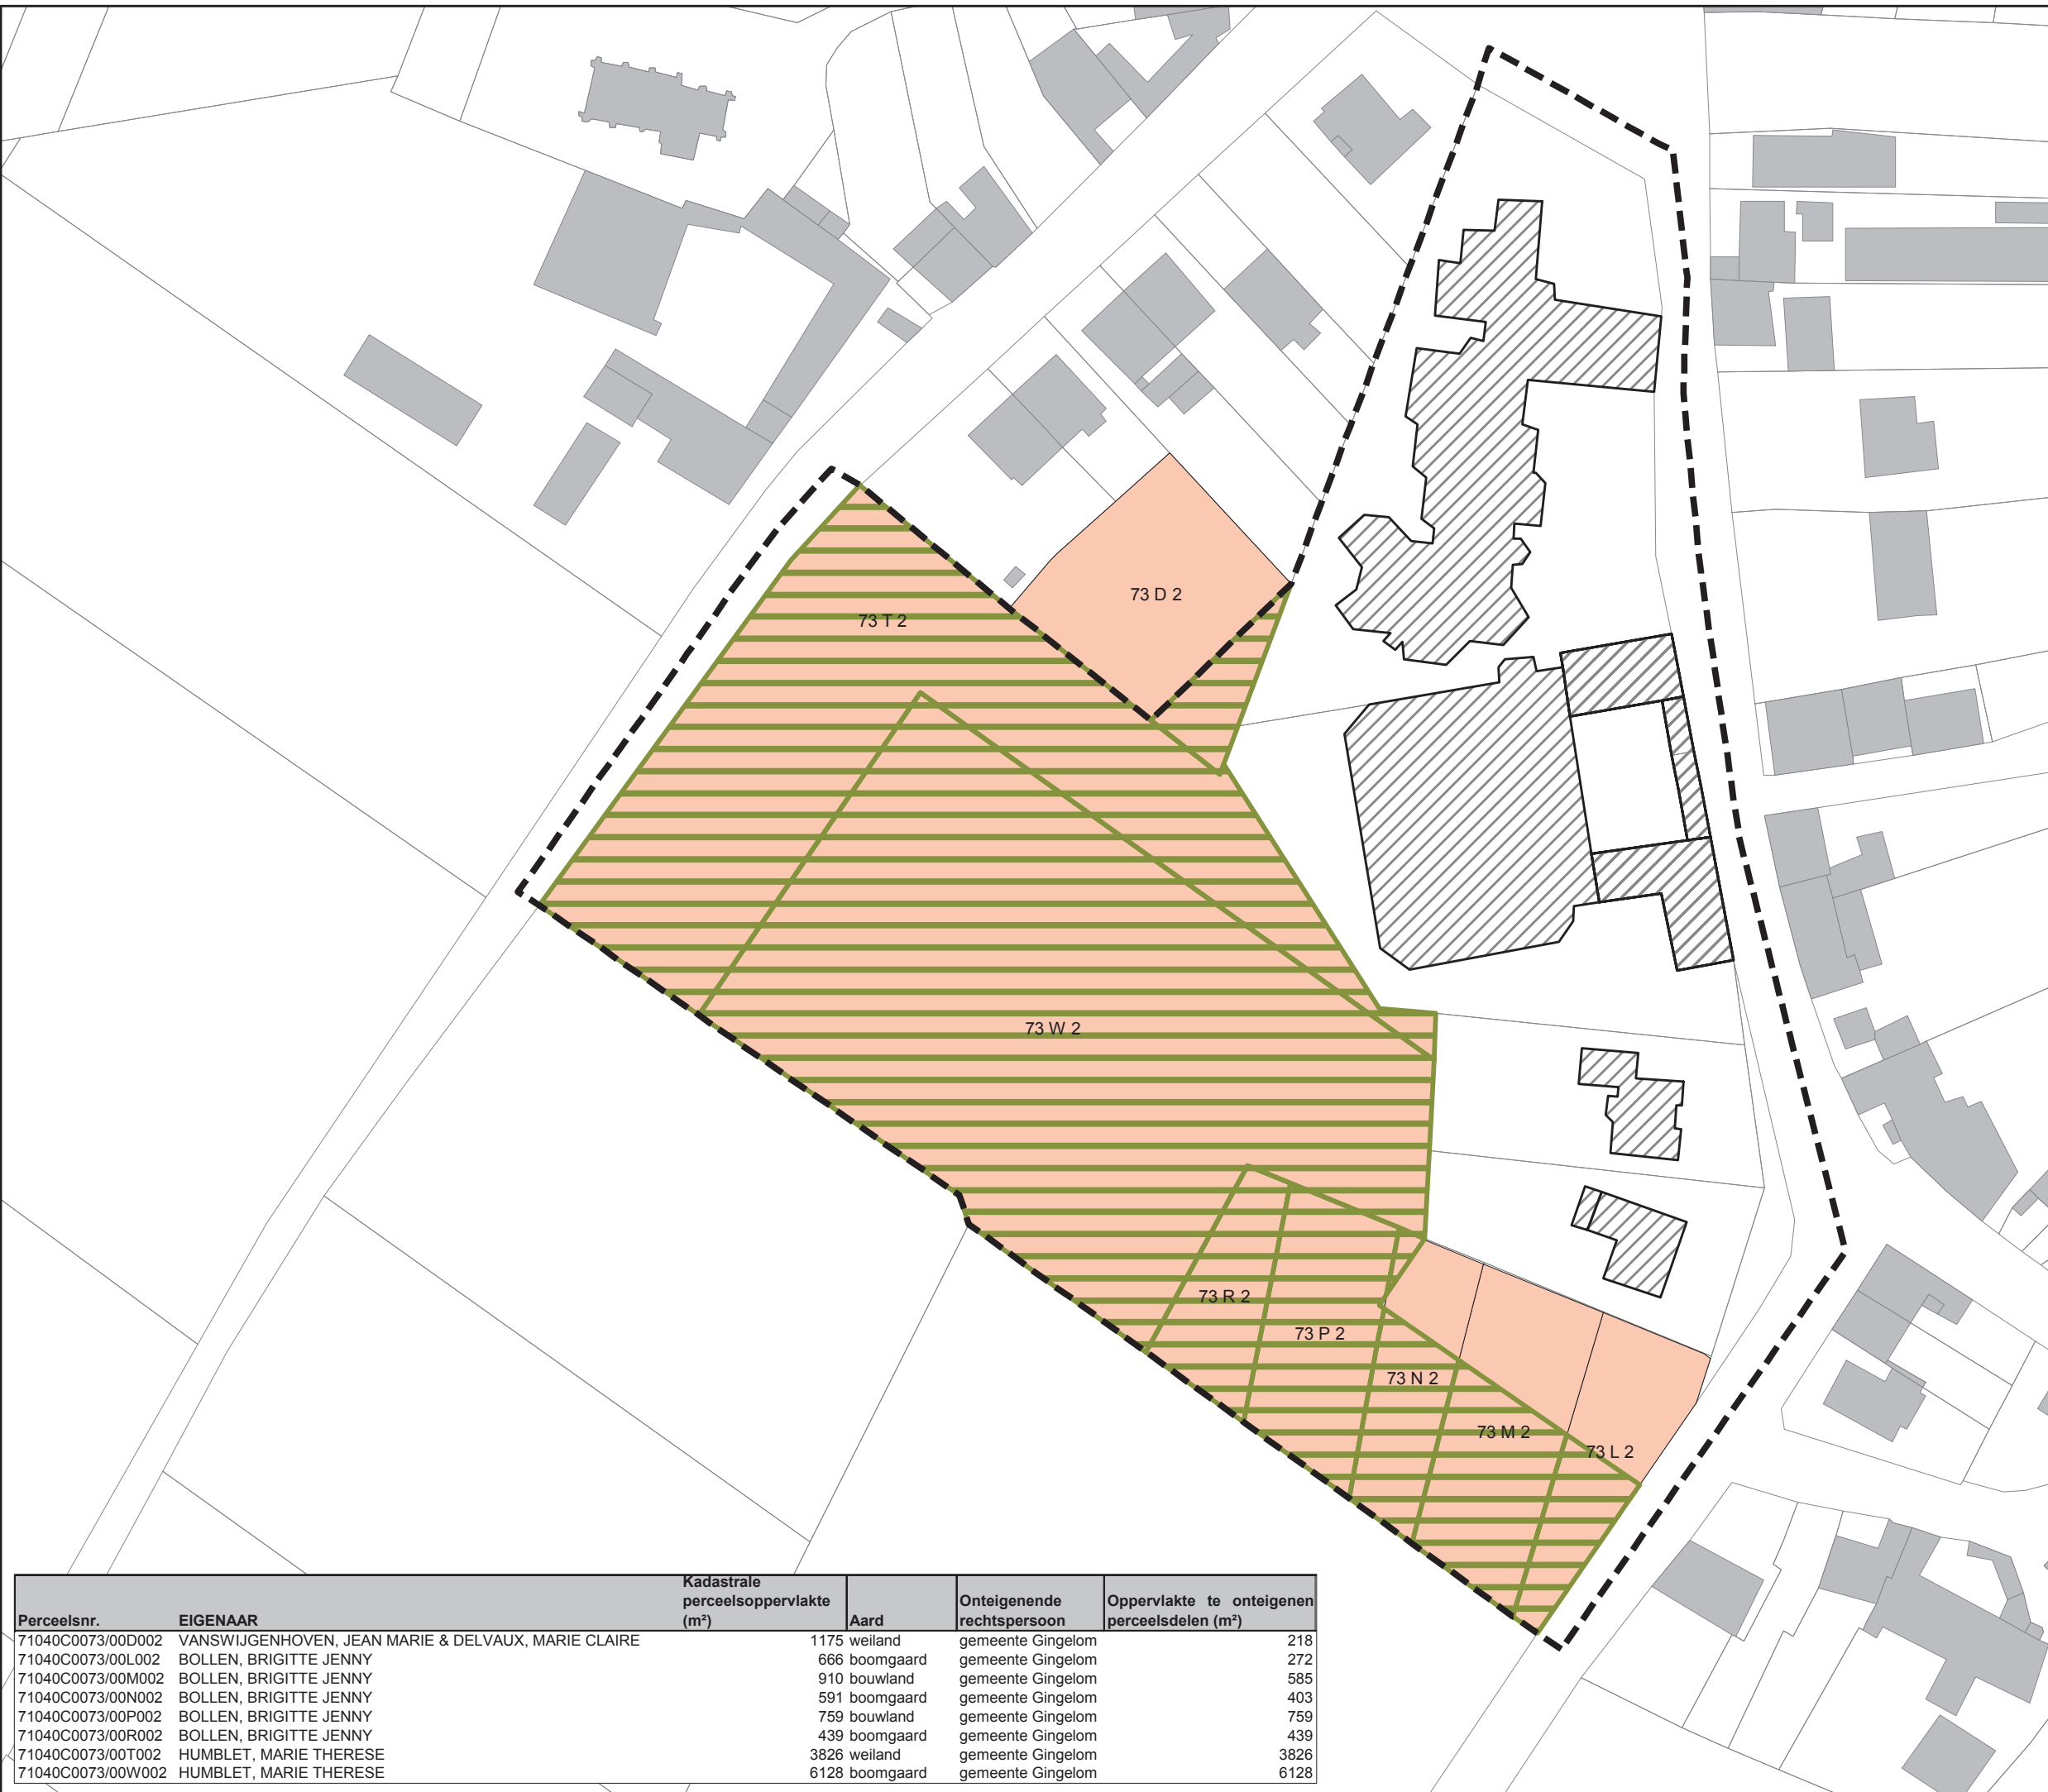 73 D 2
73 T 2
73 W 2
73 R 2
73 P 2
73 N 2
73 M 2
73 L 2
Perceelsnr. EIGENAAR Kadastrale perceelsoppervlakte (m²) Aard Onteigenende rechtspersoon Oppervlakte te onteigenen perceelsdelen (m²)
71040C0073/00D002 VANSWIJGENHOVEN, JEAN MARIE & DELVAUX, MARIE CLAIRE 1175 weiland gemeente Gingelom 218
71040C0073/00L002 BOLLEN, BRIGITTE JENNY 666 boomgaard gemeente Gingelom 272
71040C0073/00M002 BOLLEN, BRIGITTE JENNY 910 bouwland gemeente Gingelom 585
71040C0073/00N002 BOLLEN, BRIGITTE JENNY 591 boomgaard gemeente Gingelom 403
71040C0073/00P002 BOLLEN, BRIGITTE JENNY 759 bouwland gemeente Gingelom 759
71040C0073/00R002 BOLLEN, BRIGITTE JENNY 439 boomgaard gemeente Gingelom 439
71040C0073/00T002 HUMBLET, MARIE THERESE 3826 weiland gemeente Gingelom 3826
71040C0073/00W002 HUMBLET, MARIE THERESE 6128 boomgaard gemeente Gingelom 6128